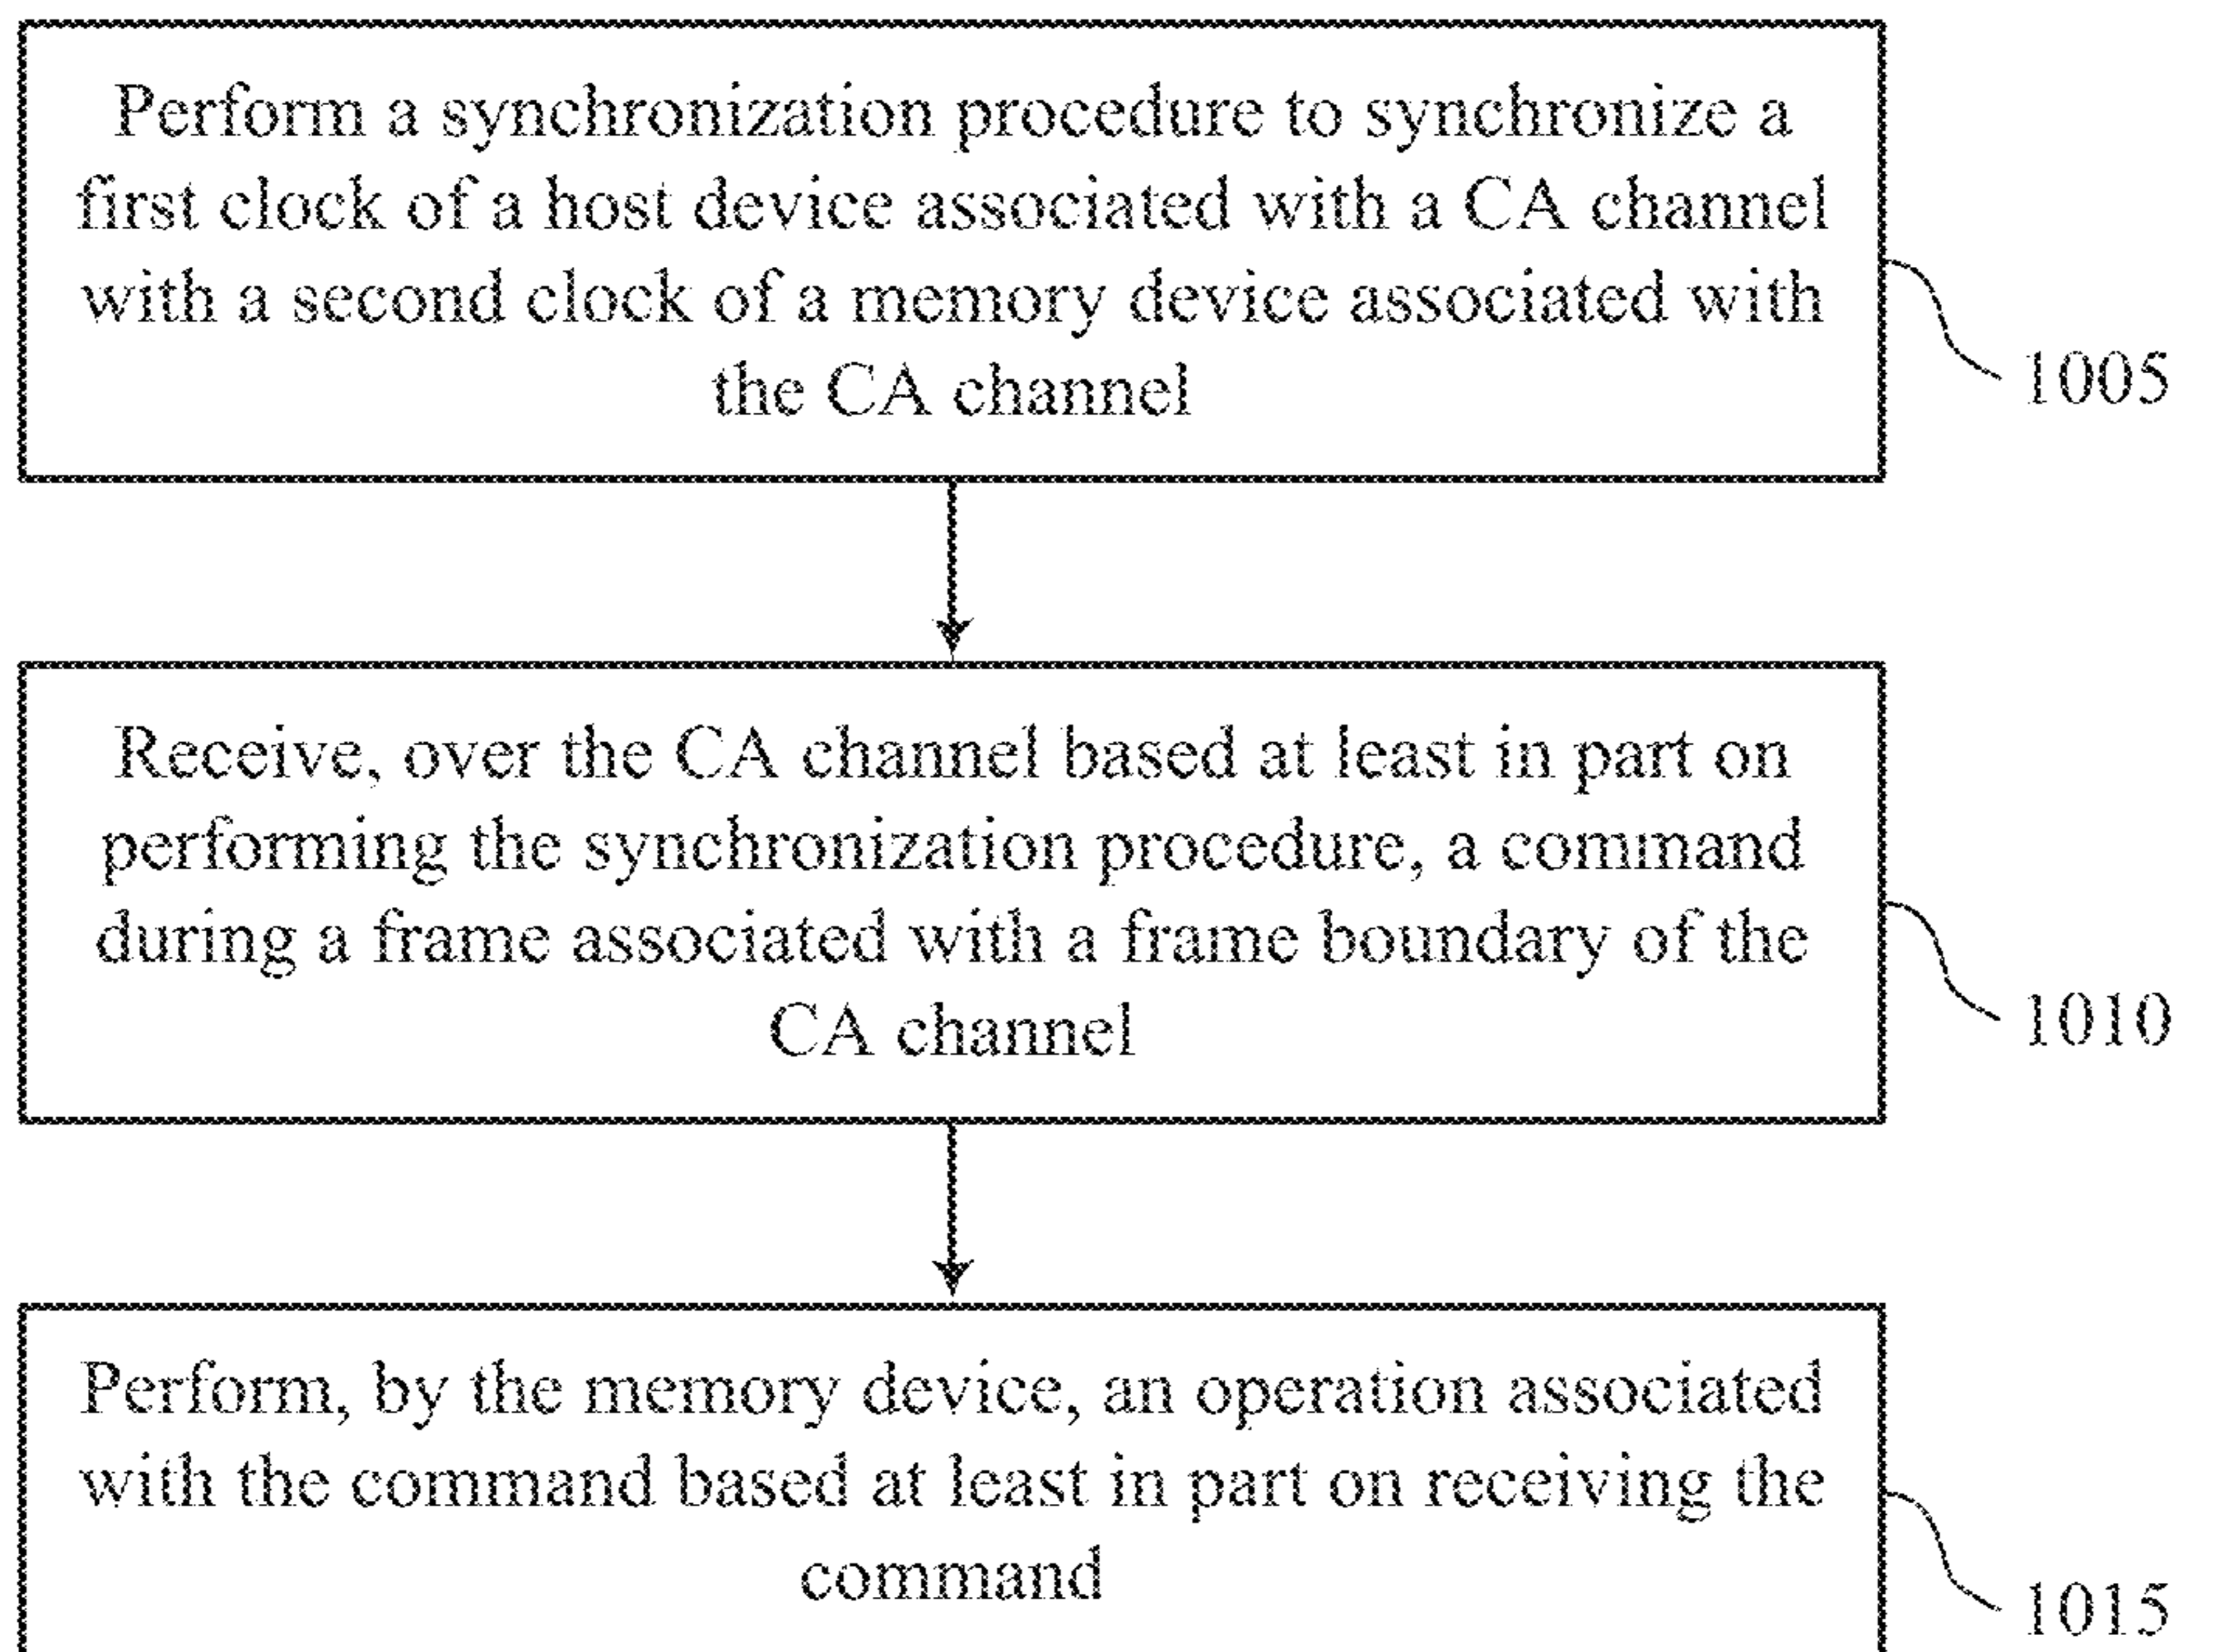 Perform a synchronization procedure to synchronize a
first clock of a host device associated with a CA channel
with a second clock of a memory device associated with
the CA channel
1005
Receive, over the CA channel based at least in part on
performing the synchronization procedure, a command
during a frame associated with a frame boundary of the
CA channel
1010
Perform, by the memory device, an operation associated
with the command based at least in part on receiving the
command
1015